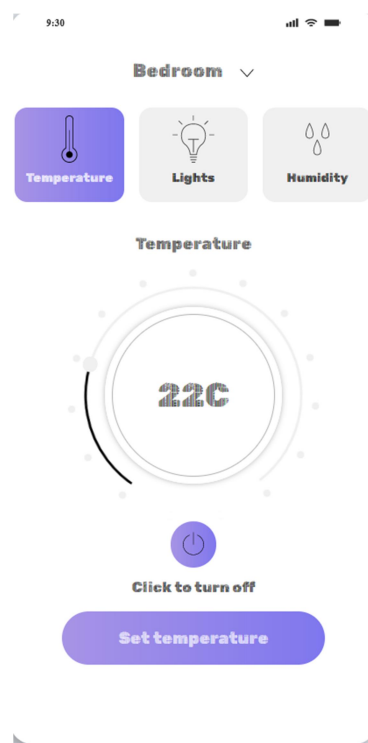 9:30
Bedroom
Temperature
Lights
Humidity
Temperature
22C
Click to turn off
Set temperature